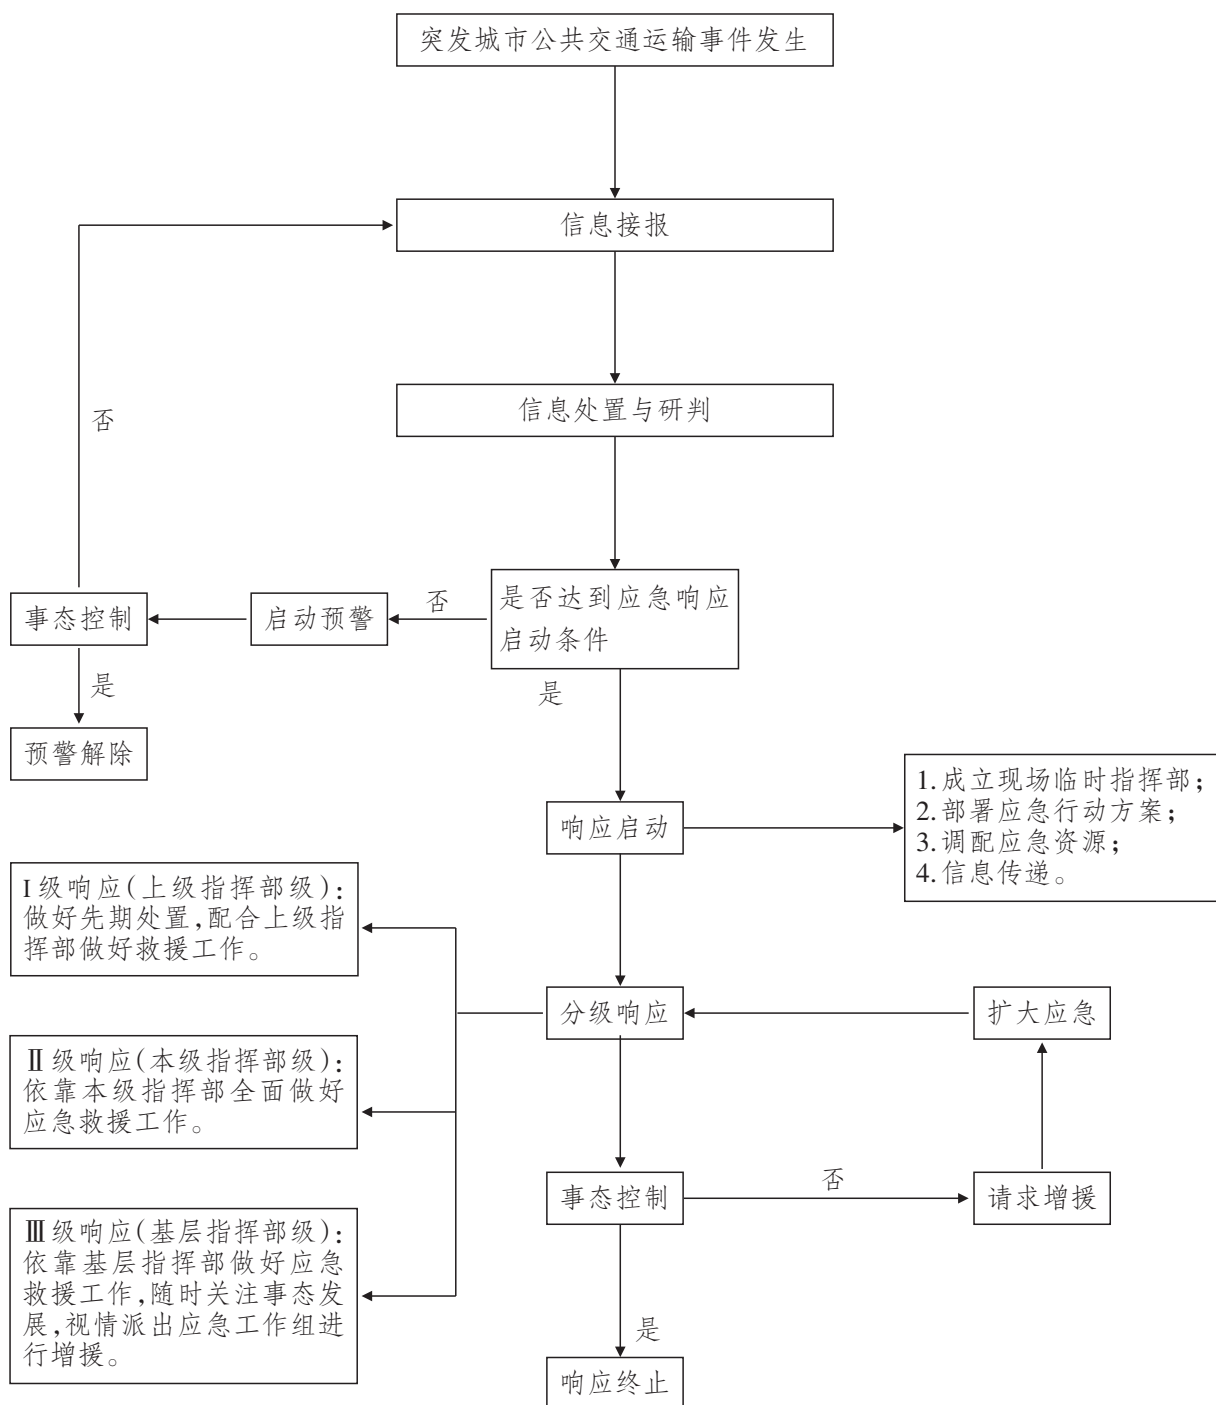 突发城市公共交通运输事件发生
信息接报
信息处置与研判
否
是否达到应急响应
启动条件
否
启动预警
事态控制
是
预警解除
是
响应启动
1.成立现场临时指挥部；
2.部署应急行动方案；
3.调配应急资源；
4.信息传递。
I级响应(上级指挥部级)：
做好先期处置,配合上级指
挥部做好救援工作。
分级响应
扩大应急
Ⅱ级响应(本级指挥部级)：
依靠本级指挥部全面做好
应急救援工作。
事态控制
否
请求增援
Ⅲ级响应(基层指挥部级)：
依靠基层指挥部做好应急
救援工作,随时关注事态发
展,视情派出应急工作组进
行增援。
是
响应终止